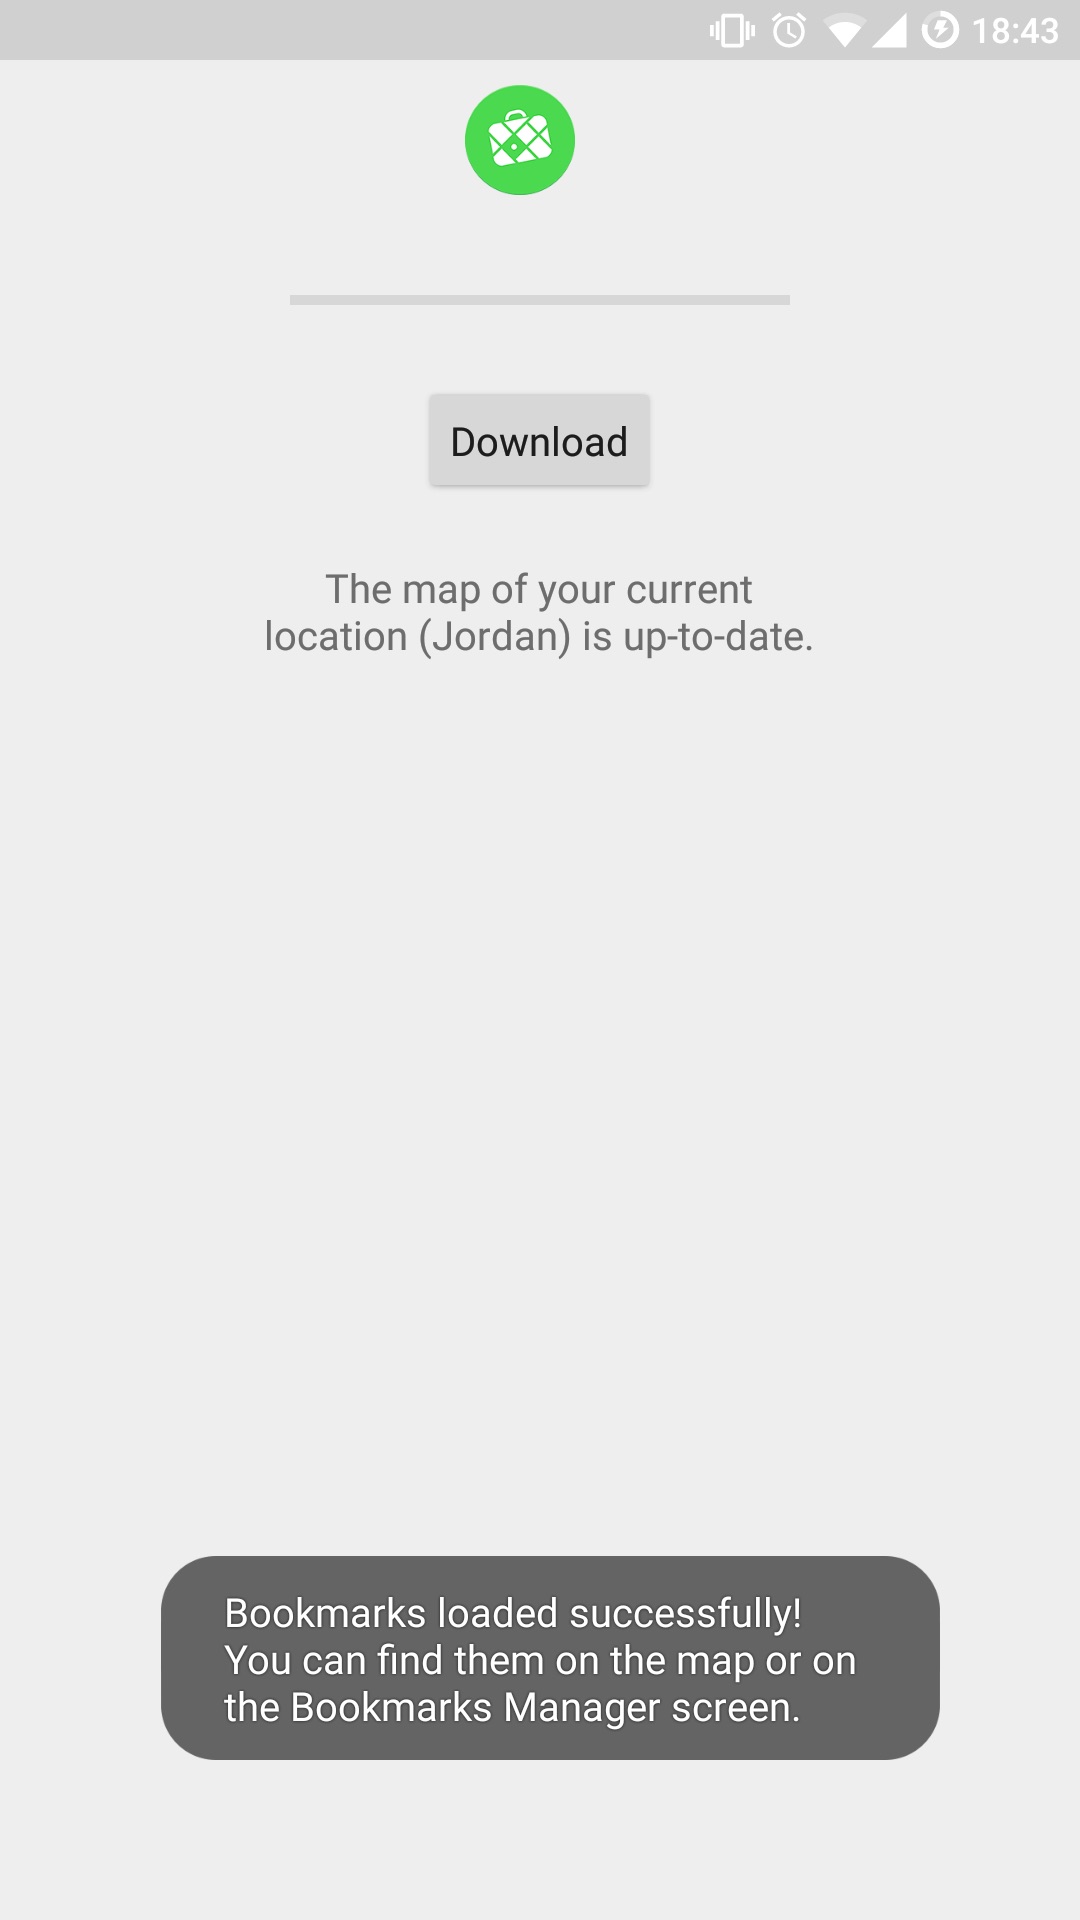 18:43
Download
The map of your current
location (Jordan) is up-to-date.
Bookmarks loaded successfully!
You can find them on the map or on
the Bookmarks Manager screen.